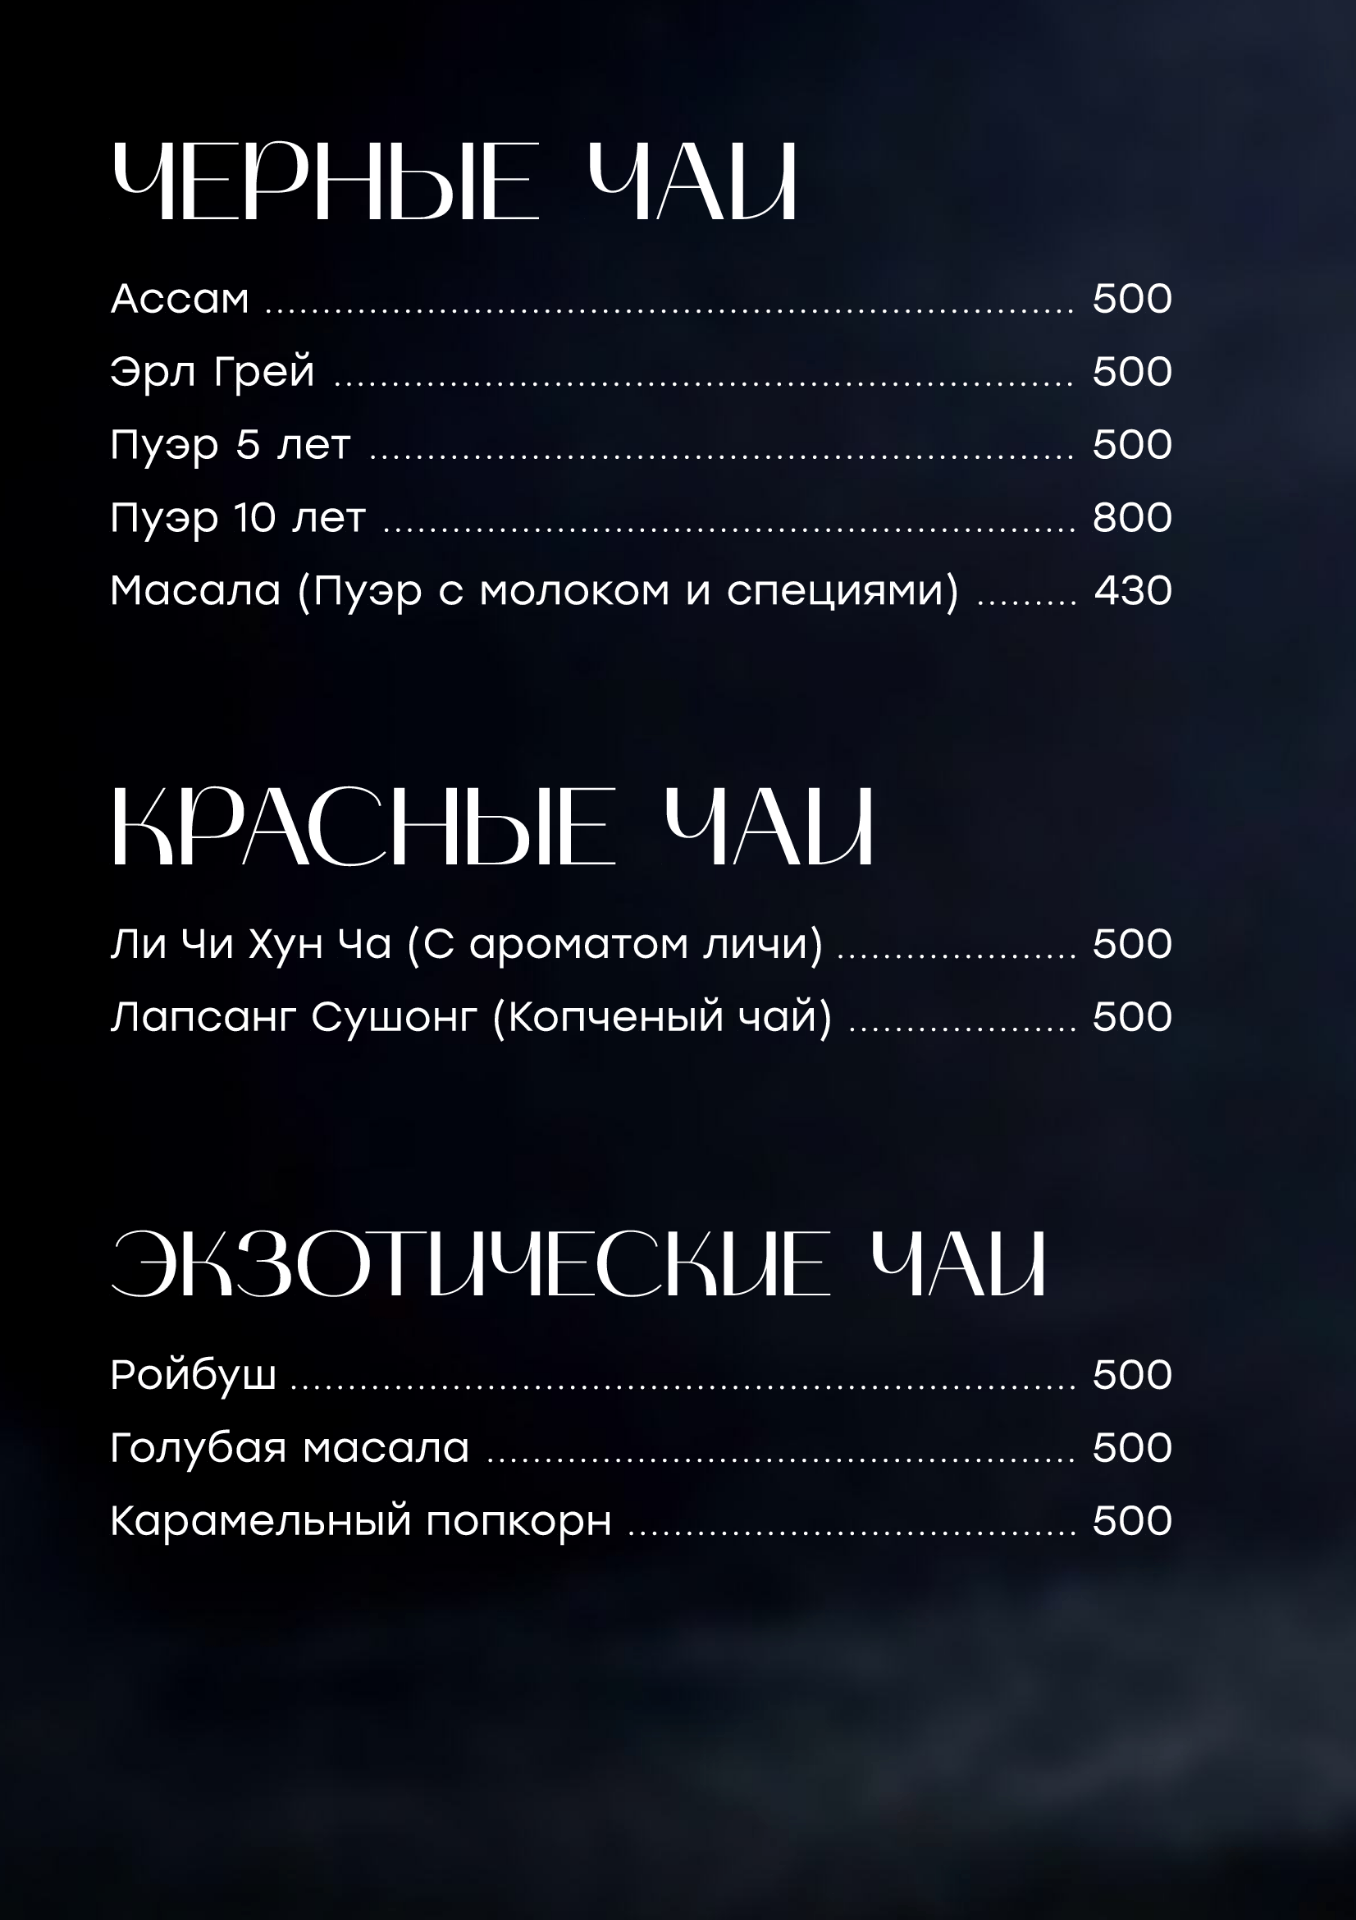 ЧЕРНЫЕ ЧАИ
Ассам ........................................ 500
Эрл Грей ........................................ 500
Пуэр 5 лет ........................................ 500
Пуэр 10 лет ........................................ 800
Масала (Пуэр с молоком и специями) ......... 430
КРАСНЫЕ ЧАИ
Ли Чи Хун Ча (С ароматом личи) .................... 500
Лапсанг Сушонг (Копченый чай) .................... 500
ЭКЗОТИЧЕСКИЕ ЧАИ
Ройбуш ........................................ 500
Голубая масала ........................................ 500
Карамельный попкорн ........................................ 500